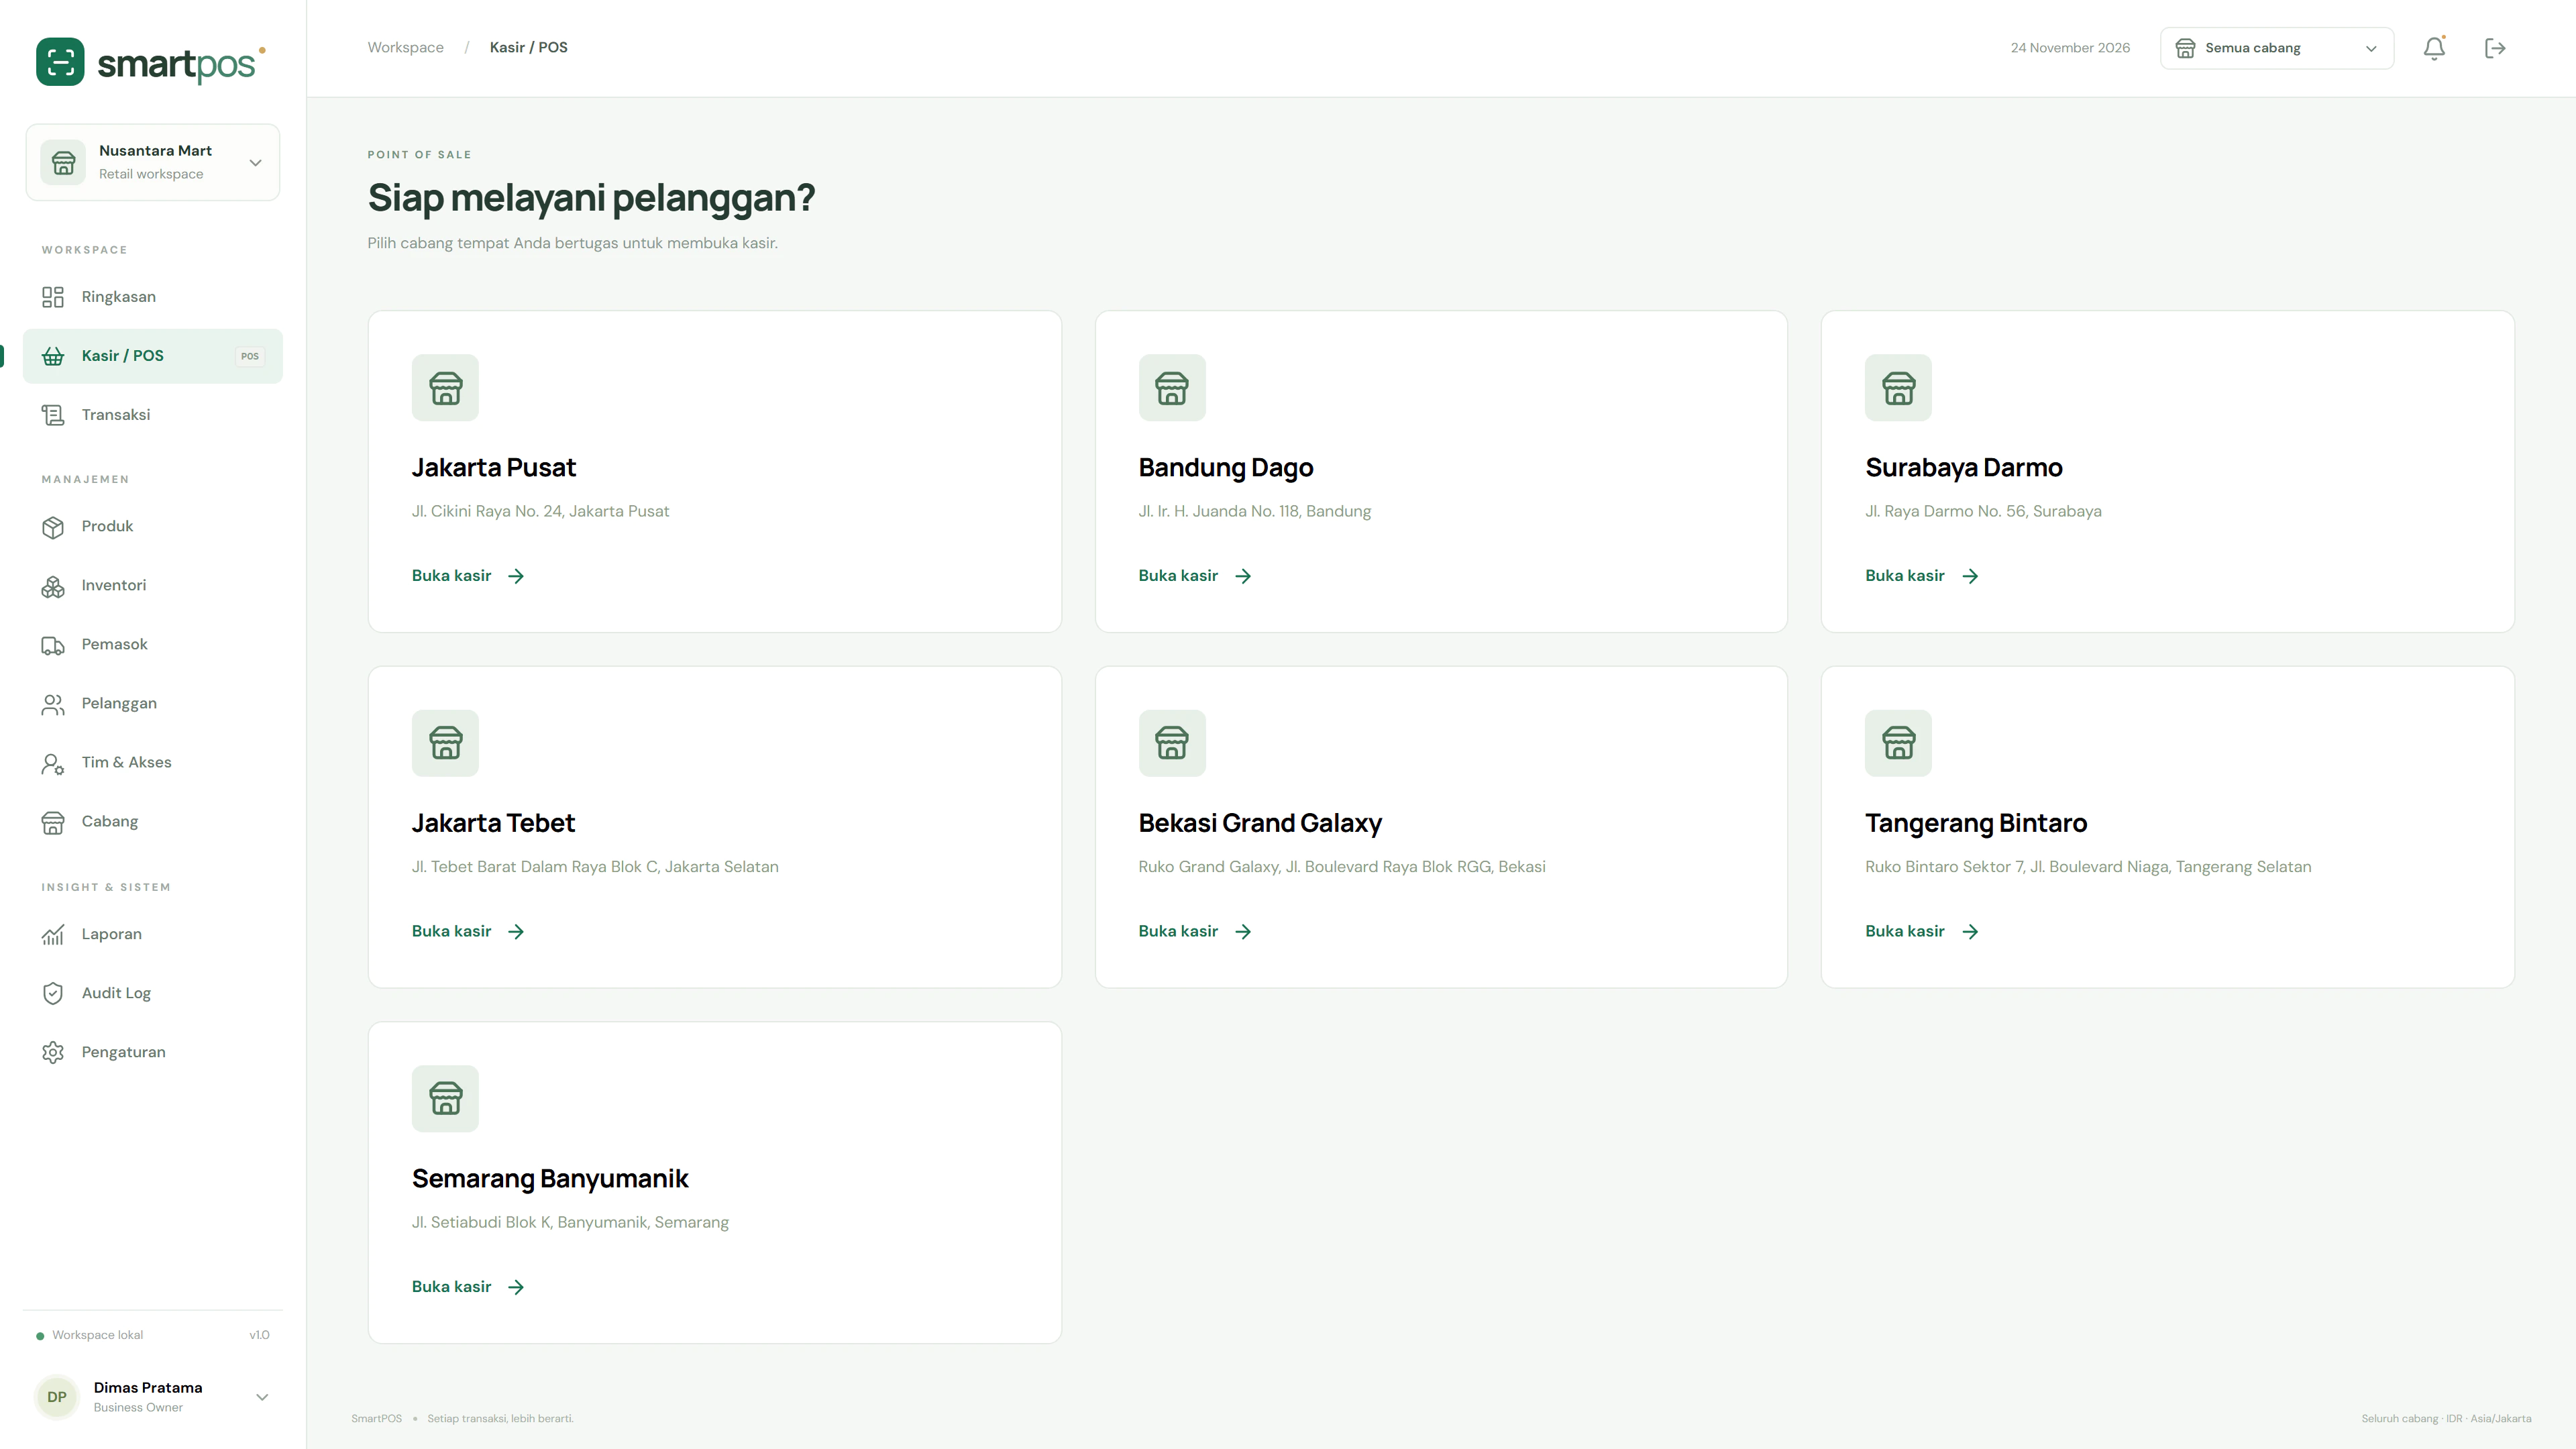 smartpos
Nusantara Mart
Retail workspace
WORKSPACE
Ringkasan
Kasir / POS
POS
Transaksi
MANAJEMEN
Produk
Inventori
Pemasok
Pelanggan
Tim & Akses
Cabang
INSIGHT & SISTEM
Laporan
Audit Log
Pengaturan
Workspace lokal
v1.0
DP
Dimas Pratama
Business Owner
Workspace / Kasir / POS
24 November 2026
Semua cabang
POINT OF SALE
Siap melayani pelanggan?
Pilih cabang tempat Anda bertugas untuk membuka kasir.
Jakarta Pusat
Jl. Cikini Raya No. 24, Jakarta Pusat
Buka kasir
Bandung Dago
Jl. Ir. H. Juanda No. 118, Bandung
Buka kasir
Surabaya Darmo
Jl. Raya Darmo No. 56, Surabaya
Buka kasir
Jakarta Tebet
Jl. Tebet Barat Dalam Raya Blok C, Jakarta Selatan
Buka kasir
Bekasi Grand Galaxy
Ruko Grand Galaxy, Jl. Boulevard Raya Blok RGG, Bekasi
Buka kasir
Tangerang Bintaro
Ruko Bintaro Sektor 7, Jl. Boulevard Niaga, Tangerang Selatan
Buka kasir
Semarang Banyumanik
Jl. Setiabudi Blok K, Banyumanik, Semarang
Buka kasir
SmartPOS • Setiap transaksi, lebih berarti.
Seluruh cabang · IDR · Asia/Jakarta